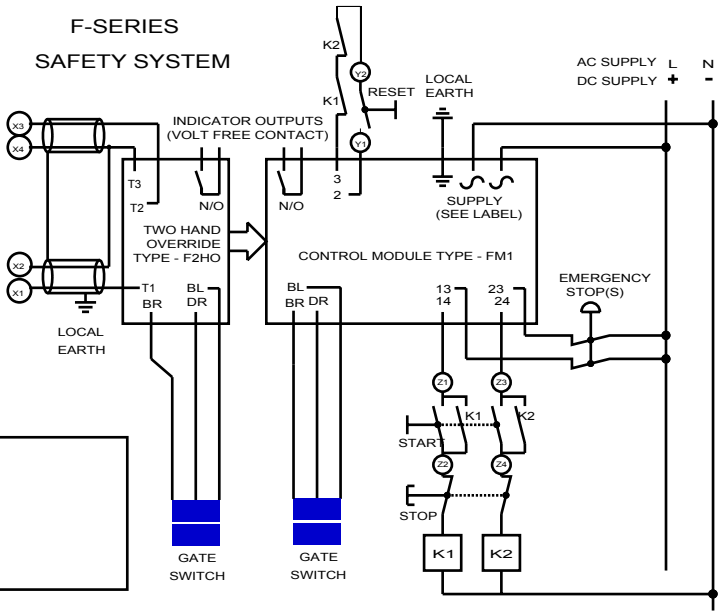 F-SERIES
SAFETY SYSTEM
K2
Y2
RESET
K1
Y1
LOCAL
EARTH
AC SUPPLY L N
DC SUPPLY + -
X3
X4
INDICATOR OUTPUTS
(VOLT FREE CONTACT)
T3
T2
N/O
N/O
3
2
SUPPLY
(SEE LABEL)
TWO HAND
OVERRIDE
TYPE - F2HO
CONTROL MODULE TYPE - FM1
X2
X1
T1
BR
BL
DR
BL
BR DR
13
14
23
24
EMERGENCY
STOP(S)
LOCAL
EARTH
Z1
Z3
K1
K2
START
Z2
Z4
STOP
K1
K2
GATE
SWITCH
GATE
SWITCH